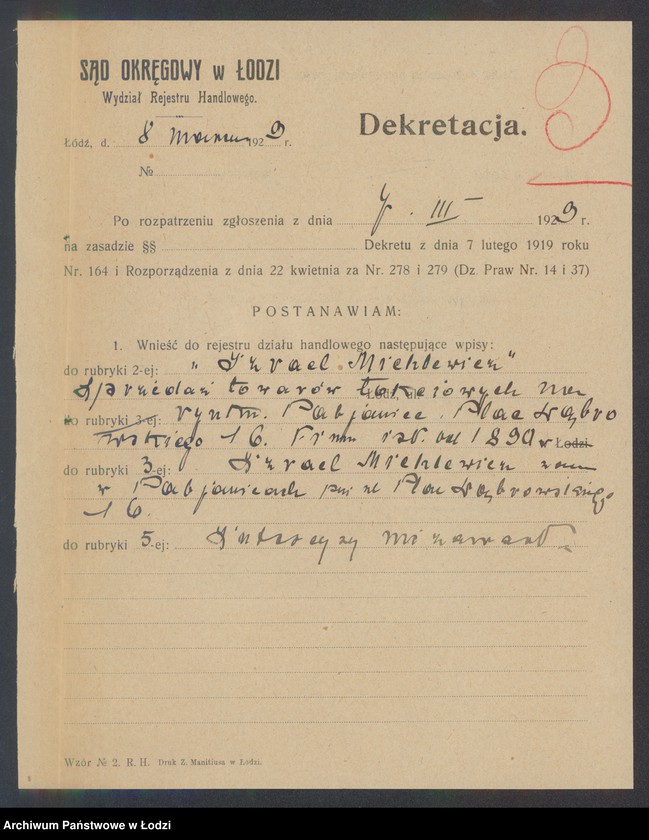 SĄD OKRĘGOWY w ŁODZI
Wydział Rejestru Handlowego.
Łódź, d. 8 marca 1929 r.
№
Dekretacja.
Po rozpatrzeniu zgłoszenia z dnia 7. III 1929 r.
na zasadzie §§ Dekretu z dnia 7 lutego 1919 roku
Nr. 164 i Rozporządzenia z dnia 22 kwietnia za Nr. 278 i 279 (Dz. Praw Nr. 14 i 37)
POSTANAWIAM:
1. Wnieść do rejestru działu handlowego następujące wpisy:
do rubryki 2-ej: "Izrael Michlewicz"
Sprzedaż towarów łokciowych na
do rubryki 3-ej: rynku. Pabjanice, Plac Dąbro
wskiego 16. Firma istn. od 1890 w Łodzi
do rubryki 3-ej: Izrael Michlewicz zam
w Pabjanicach przy Plac Dąbrowskiego
16.
do rubryki 5-ej: Intercyzy nie zawarł
Wzór № 2. R. H. Druk Z. Manitiusa w Łodzi.
Archiwum Państwowe w Łodzi